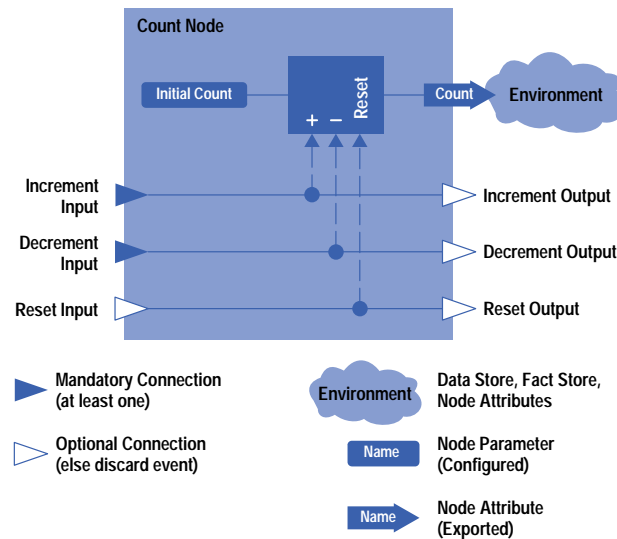 Count Node
Initial Count
+
−
Reset
Count
Environment
Increment
Input
Increment Output
Decrement
Input
Decrement Output
Reset Input
Reset Output
Mandatory Connection
(at least one)
Environment
Data Store, Fact Store,
Node Attributes
Optional Connection
(else discard event)
Name
Node Parameter
(Configured)
Name
Node Attribute
(Exported)